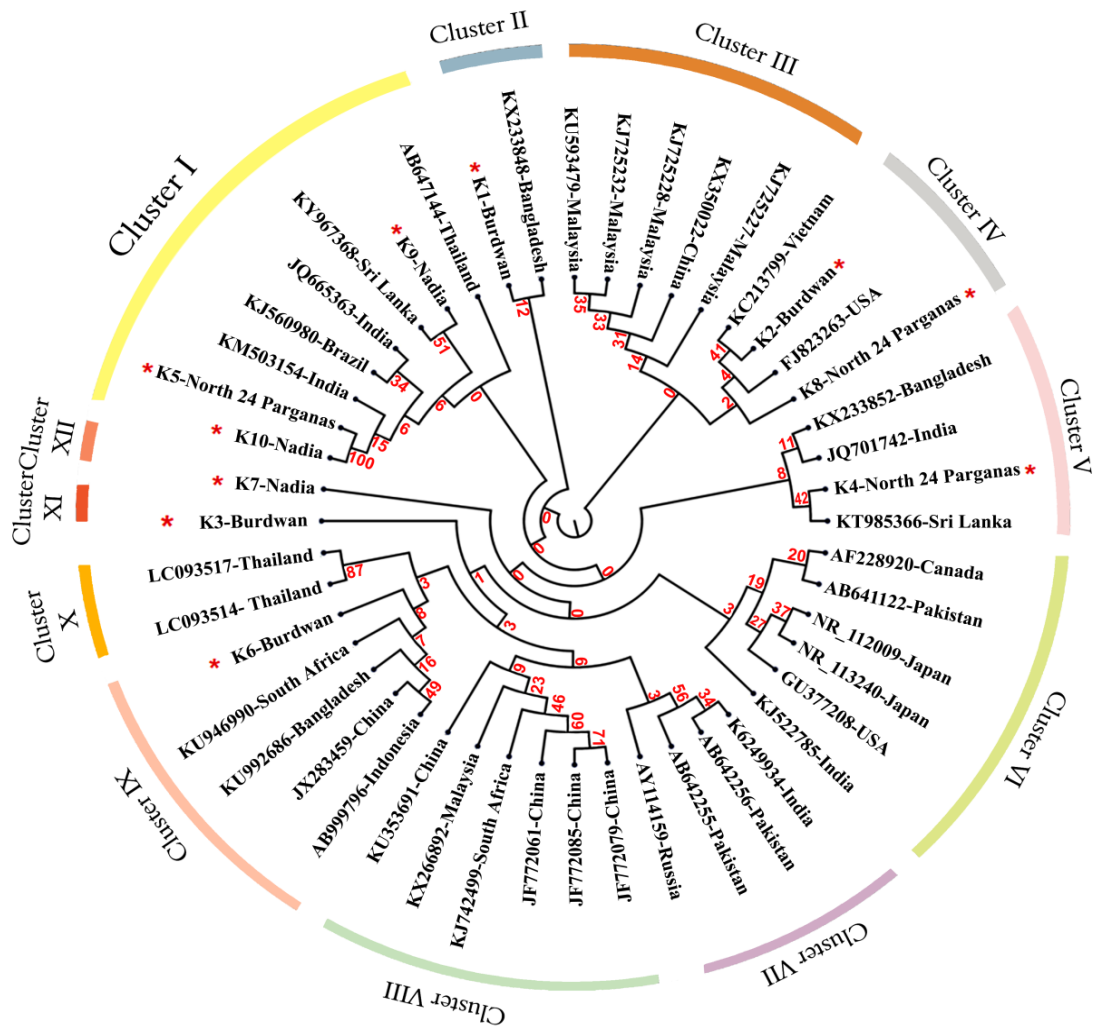 Cluster I
Cluster II
Cluster III
Cluster IV
Cluster V
Cluster VI
Cluster VII
Cluster VIII
Cluster IX
Cluster
X
Cluster
XI
Cluster
XII
KX233848-Bangladesh
* K1-Burdwan
AB647144-Thailand
* K9-Nadia
KY967368-Sri Lanka
JQ665363-India
KJ560980-Brazil
KM503154-India
* K5-North 24 Parganas
* K10-Nadia
* K7-Nadia
* K3-Burdwan
LC093517-Thailand
LC093514- Thailand
* K6-Burdwan
KU946990-South Africa
KU992686-Bangladesh
JX283459-China
AB999796-Indonesia
KU353691-China
KX266892-Malaysia
KJ742499-South Africa
JF772061-China
JF772085-China
JF772079-China
AY114159-Russia
AB642255-Pakistan
AB642256-Pakistan
K6249934-India
KJ522785-India
GU377208-USA
NR_113240-Japan
NR_112009-Japan
AB641122-Pakistan
AF228920-Canada
KT985366-Sri Lanka
K4-North 24 Parganas *
JQ701742-India
KX233852-Bangladesh
K8-North 24 Parganas *
FJ823263-USA
K2-Burdwan *
KC213799-Vietnam
KJ725227-Malaysia
KX350022-China
KJ725228-Malaysia
KJ725232-Malaysia
KU593479-Malaysia
12
35
33
31
14
0
41
4
2
11
8
42
20
19
37
27
3
34
56
3
9
71
60
46
23
9
3
49
16
7
8
3
87
1
0
0
0
0
0
100
15
6
34
6
51
0